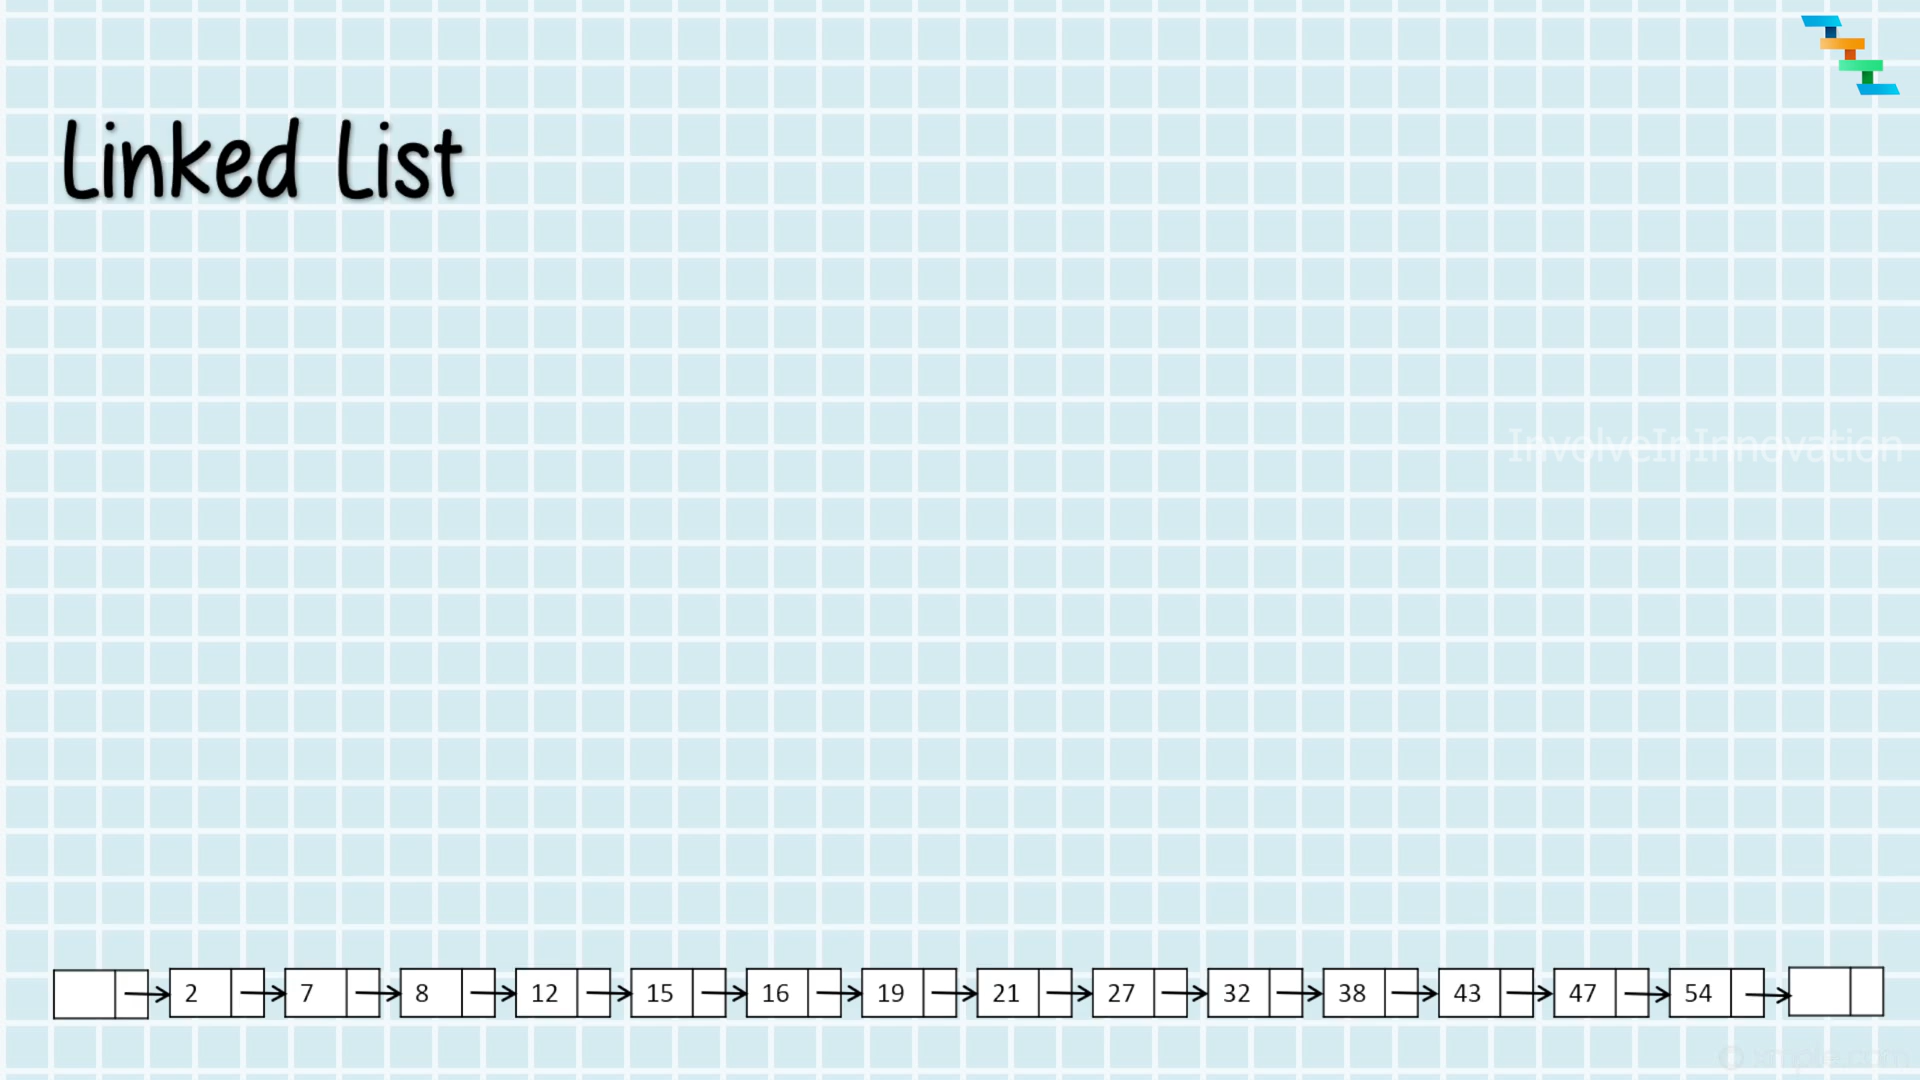 Linked List
InvolveInInnovation
2 7 8 12 15 16 19 21 27 32 38 43 47 54